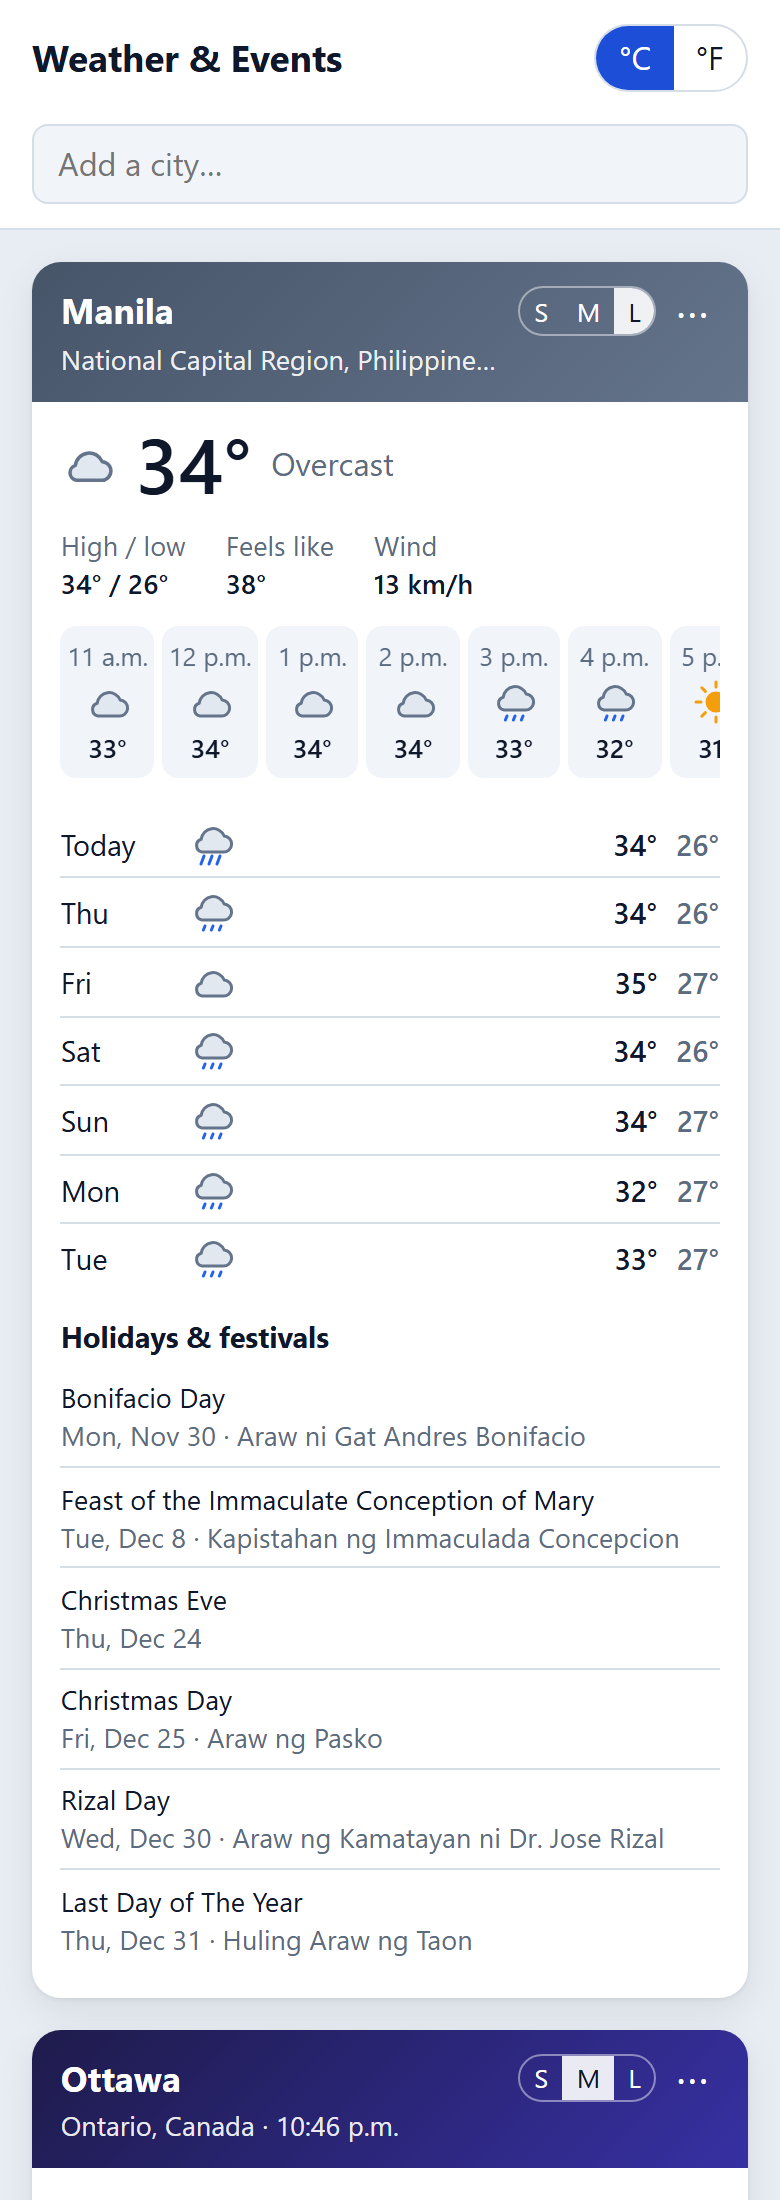 Weather & Events
°C °F
Add a city...
Manila
S M L ...
National Capital Region, Philippine...
34° Overcast
High / low Feels like Wind
34° / 26° 38° 13 km/h
11 a.m. 12 p.m. 1 p.m. 2 p.m. 3 p.m. 4 p.m. 5 p.
33° 34° 34° 34° 33° 32° 31
Today 34° 26°
Thu 34° 26°
Fri 35° 27°
Sat 34° 26°
Sun 34° 27°
Mon 32° 27°
Tue 33° 27°
Holidays & festivals
Bonifacio Day
Mon, Nov 30 · Araw ni Gat Andres Bonifacio
Feast of the Immaculate Conception of Mary
Tue, Dec 8 · Kapistahan ng Immaculada Concepcion
Christmas Eve
Thu, Dec 24
Christmas Day
Fri, Dec 25 · Araw ng Pasko
Rizal Day
Wed, Dec 30 · Araw ng Kamatayan ni Dr. Jose Rizal
Last Day of The Year
Thu, Dec 31 · Huling Araw ng Taon
Ottawa
S M L ...
Ontario, Canada · 10:46 p.m.